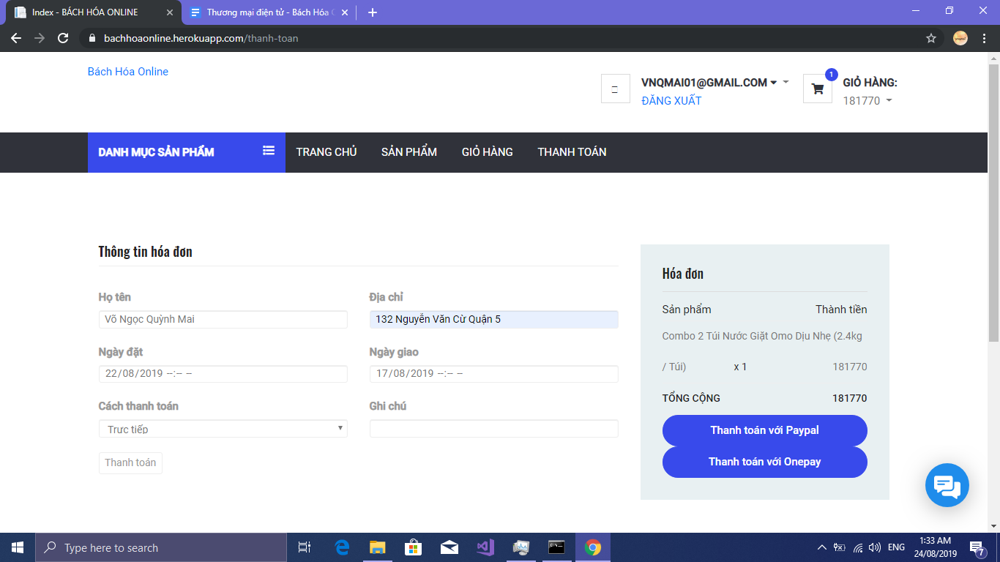 Index - BÁCH HÓA ONLINE
Thương mại điện tử - Bách Hóa
bachhoaonline.herokuapp.com/thanh-toan
Bách Hóa Online
VNQMAI01@GMAIL.COM
ĐĂNG XUẤT
1
GIỎ HÀNG:
181770
DANH MỤC SẢN PHẨM
TRANG CHỦ
SẢN PHẨM
GIỎ HÀNG
THANH TOÁN
Thông tin hóa đơn
Họ tên
Địa chỉ
Võ Ngọc Quỳnh Mai
132 Nguyễn Văn Cừ Quận 5
Ngày đặt
Ngày giao
22/08/2019 --:-- --
17/08/2019 --:-- --
Cách thanh toán
Ghi chú
Trực tiếp
Thanh toán
Hóa đơn
Sản phẩm Thành tiền
Combo 2 Túi Nước Giặt Omo Dịu Nhẹ (2.4kg
/ Túi) x 1 181770
TỔNG CỘNG 181770
Thanh toán với Paypal
Thanh toán với Onepay
Type here to search
ENG
1:33 AM
24/08/2019
7